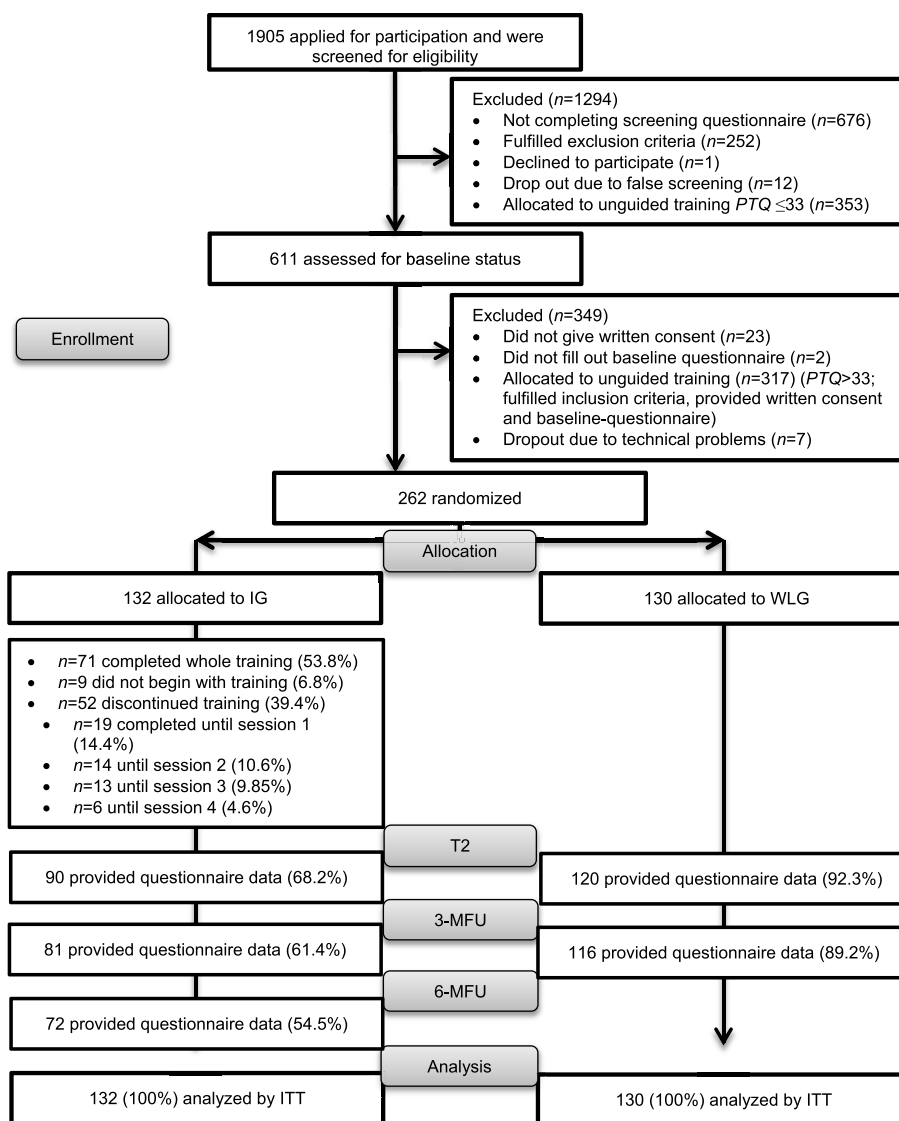 1905 applied for participation and were
screened for eligibility
Excluded (n=1294)
• Not completing screening questionnaire (n=676)
• Fulfilled exclusion criteria (n=252)
• Declined to participate (n=1)
• Drop out due to false screening (n=12)
• Allocated to unguided training PTQ ≤33 (n=353)
611 assessed for baseline status
Enrollment
Excluded (n=349)
• Did not give written consent (n=23)
• Did not fill out baseline questionnaire (n=2)
• Allocated to unguided training (n=317) (PTQ>33;
fulfilled inclusion criteria, provided written consent
and baseline-questionnaire)
• Dropout due to technical problems (n=7)
262 randomized
Allocation
132 allocated to IG
130 allocated to WLG
• n=71 completed whole training (53.8%)
• n=9 did not begin with training (6.8%)
• n=52 discontinued training (39.4%)
• n=19 completed until session 1
(14.4%)
• n=14 until session 2 (10.6%)
• n=13 until session 3 (9.85%)
• n=6 until session 4 (4.6%)
T2
90 provided questionnaire data (68.2%)
120 provided questionnaire data (92.3%)
3-MFU
81 provided questionnaire data (61.4%)
116 provided questionnaire data (89.2%)
6-MFU
72 provided questionnaire data (54.5%)
Analysis
132 (100%) analyzed by ITT
130 (100%) analyzed by ITT